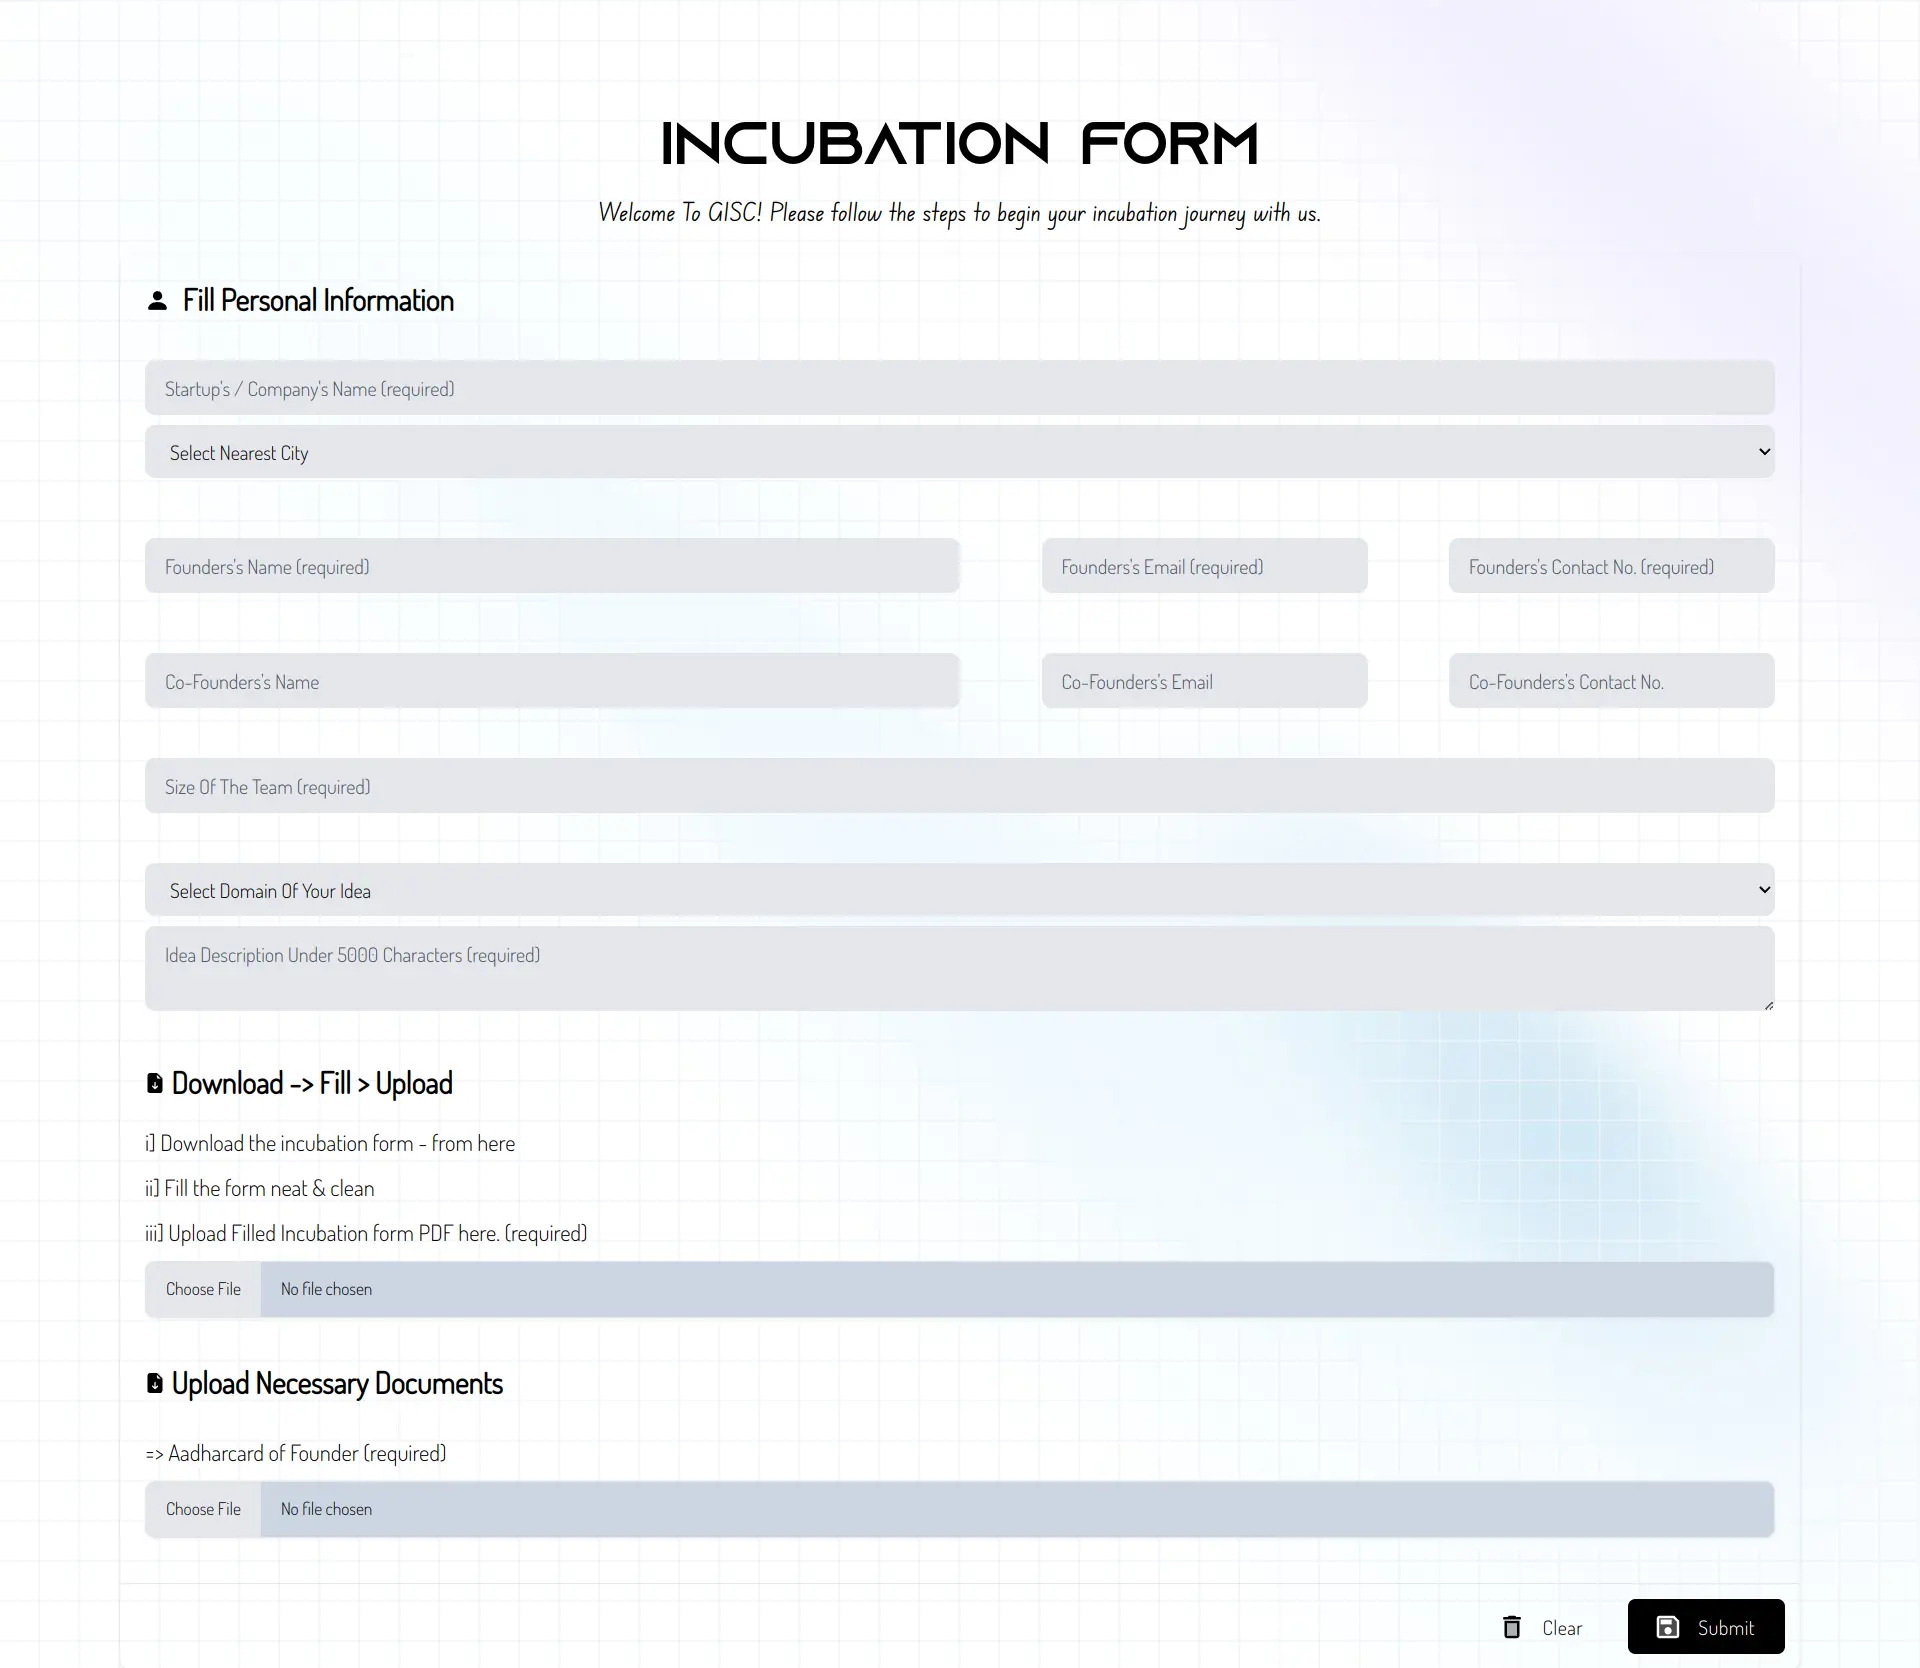 INCUBATION FORM
Welcome To GISC! Please follow the steps to begin your incubation journey with us.
Fill Personal Information
Startup's / Company's Name (required)
Select Nearest City
Founders's Name (required)
Founders's Email (required)
Founders's Contact No. (required)
Co-Founders's Name
Co-Founders's Email
Co-Founders's Contact No.
Size Of The Team (required)
Select Domain Of Your Idea
Idea Description Under 5000 Characters (required)
Download -> Fill > Upload
i] Download the incubation form - from here
ii] Fill the form neat & clean
iii] Upload Filled Incubation form PDF here. (required)
Choose File No file chosen
Upload Necessary Documents
=> Aadharcard of Founder (required)
Choose File No file chosen
Clear
Submit